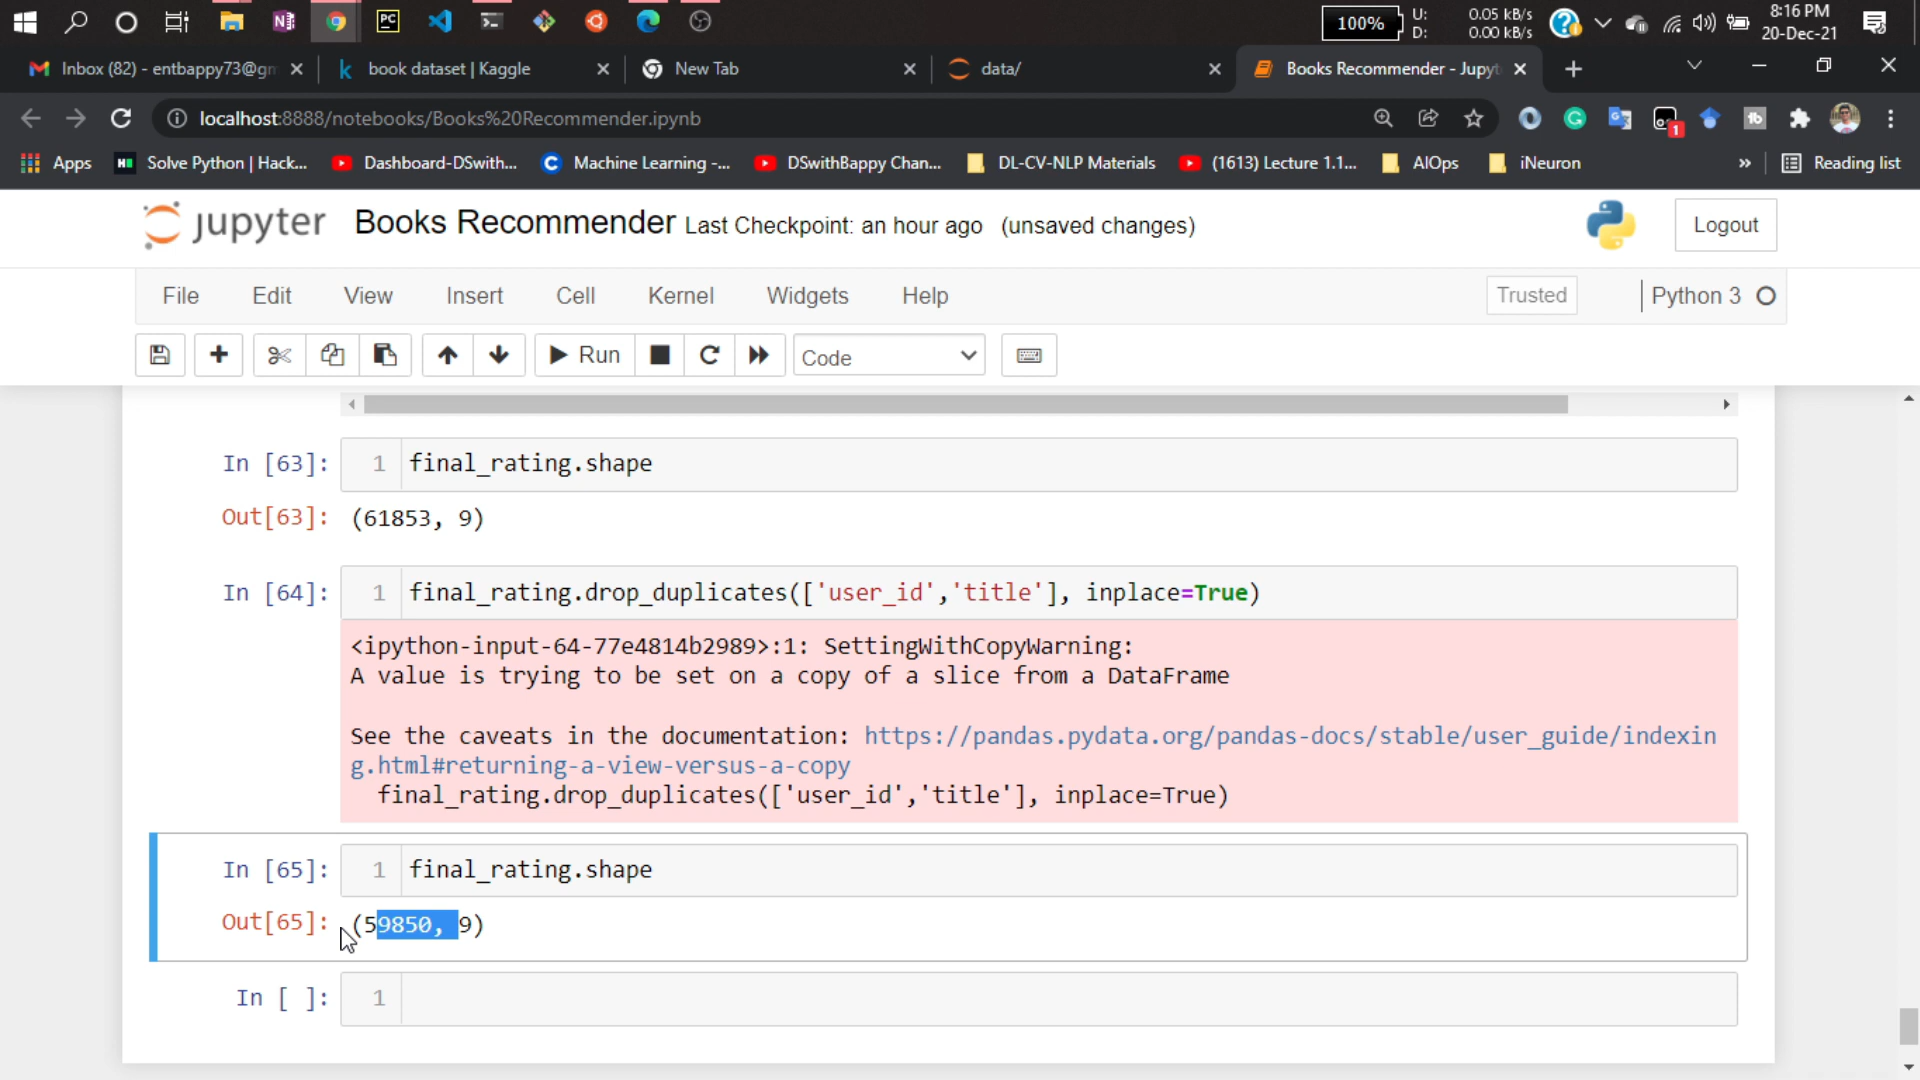 100%
U: 0.05 kB/s
D: 0.00 kB/s
8:16 PM
20-Dec-21
Inbox (82) - entbappy73@gm
book dataset | Kaggle
New Tab
data/
Books Recommender - Jupyt
localhost:8888/notebooks/Books%20Recommender.ipynb
1
Apps
Solve Python | Hack...
Dashboard-DSwith...
Machine Learning -...
DSwithBappy Chan...
DL-CV-NLP Materials
(1613) Lecture 1.1...
AIOps
iNeuron
»
Reading list
jupyter
Books Recommender Last Checkpoint: an hour ago (unsaved changes)
Logout
File Edit View Insert Cell Kernel Widgets Help
Trusted
Python 3
Run
Code
In [63]: 1 final_rating.shape
Out[63]: (61853, 9)
In [64]: 1 final_rating.drop_duplicates(['user_id','title'], inplace=True)
<ipython-input-64-77e4814b2989>:1: SettingWithCopyWarning:
A value is trying to be set on a copy of a slice from a DataFrame
See the caveats in the documentation: https://pandas.pydata.org/pandas-docs/stable/user_guide/indexin
g.html#returning-a-view-versus-a-copy
final_rating.drop_duplicates(['user_id','title'], inplace=True)
In [65]: 1 final_rating.shape
Out[65]: (59850, 9)
In [ ]: 1